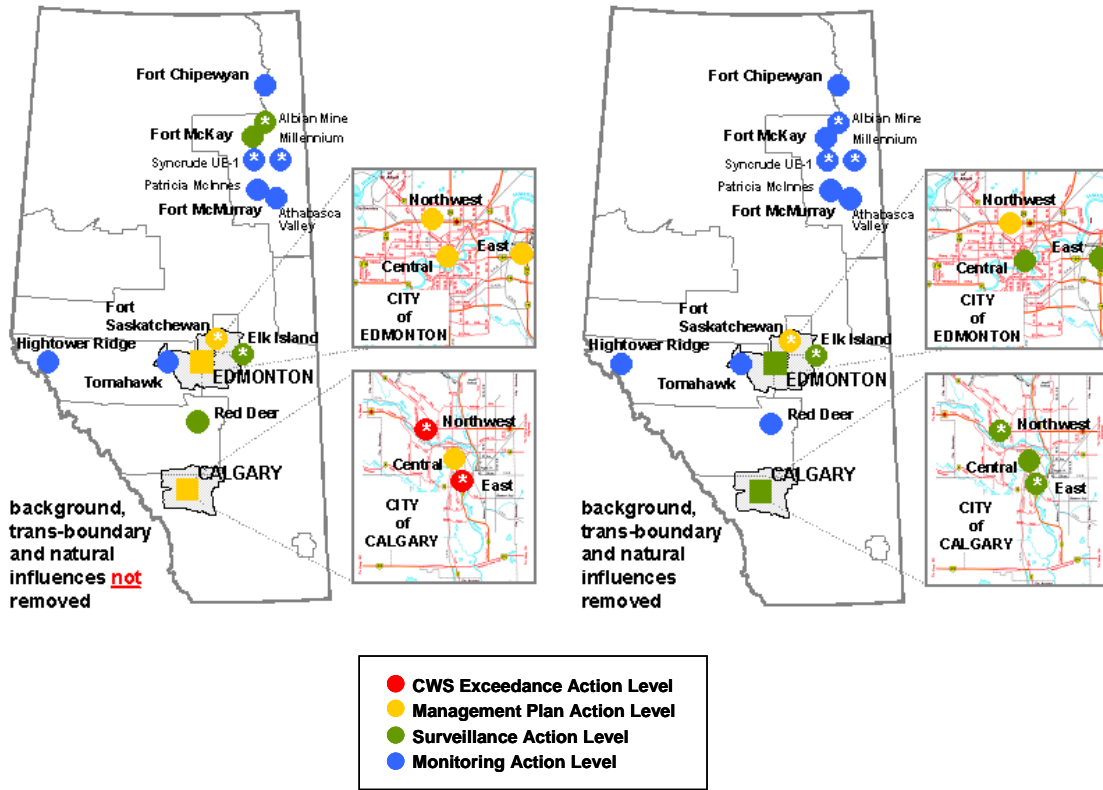 Fort Chipewyan
*
Albian Mine
Fort McKay
Millennium
Syncrude UE-1
*
*
Patricia McInnes
Fort McMurray
Athabasca
Valley
Northwest
East
Central
CITY
of
EDMONTON
Fort
Saskatchewan
*
Elk Island
*
Hightower Ridge
Tomahawk
EDMONTON
Red Deer
CALGARY
Northwest
*
Central
East
*
CITY
of
CALGARY
background,
trans-boundary
and natural
influences not
removed
Fort Chipewyan
*
Albian Mine
Fort McKay
Millennium
Syncrude UE-1
*
*
Patricia McInnes
Fort McMurray
Athabasca
Valley
Northwest
East
Central
CITY
of
EDMONTON
Fort
Saskatchewan
*
Elk Island
*
Hightower Ridge
Tomahawk
EDMONTON
Red Deer
CALGARY
Northwest
*
Central
East
*
CITY
of
CALGARY
background,
trans-boundary
and natural
influences
removed
CWS Exceedance Action Level
Management Plan Action Level
Surveillance Action Level
Monitoring Action Level